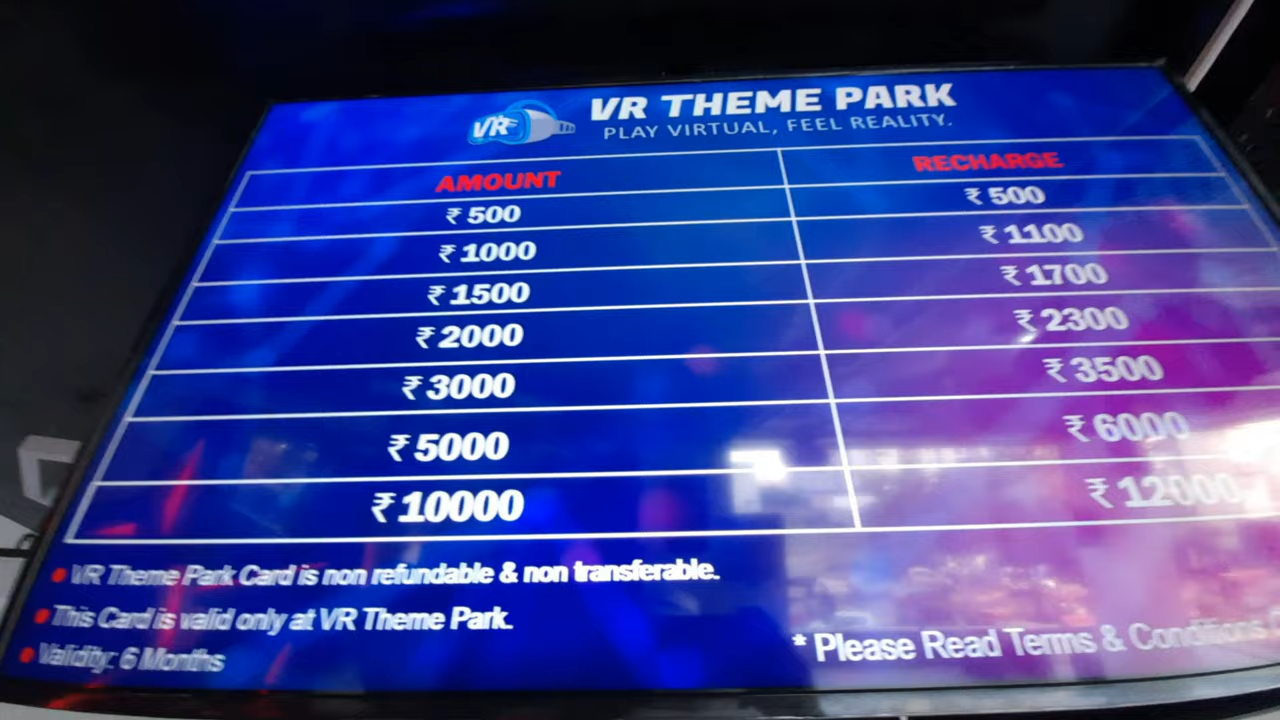 VR
VR THEME PARK
PLAY VIRTUAL, FEEL REALITY.
AMOUNT RECHARGE
₹ 500 ₹ 500
₹ 1000 ₹ 1100
₹ 1500 ₹ 1700
₹ 2000 ₹ 2300
₹ 3000 ₹ 3500
₹ 5000 ₹ 6000
₹ 10000 ₹ 12000
VR Theme Park Card is non refundable & non transferable.
This Card is valid only at VR Theme Park.
Validity: 6 Months
* Please Read Terms & Conditions